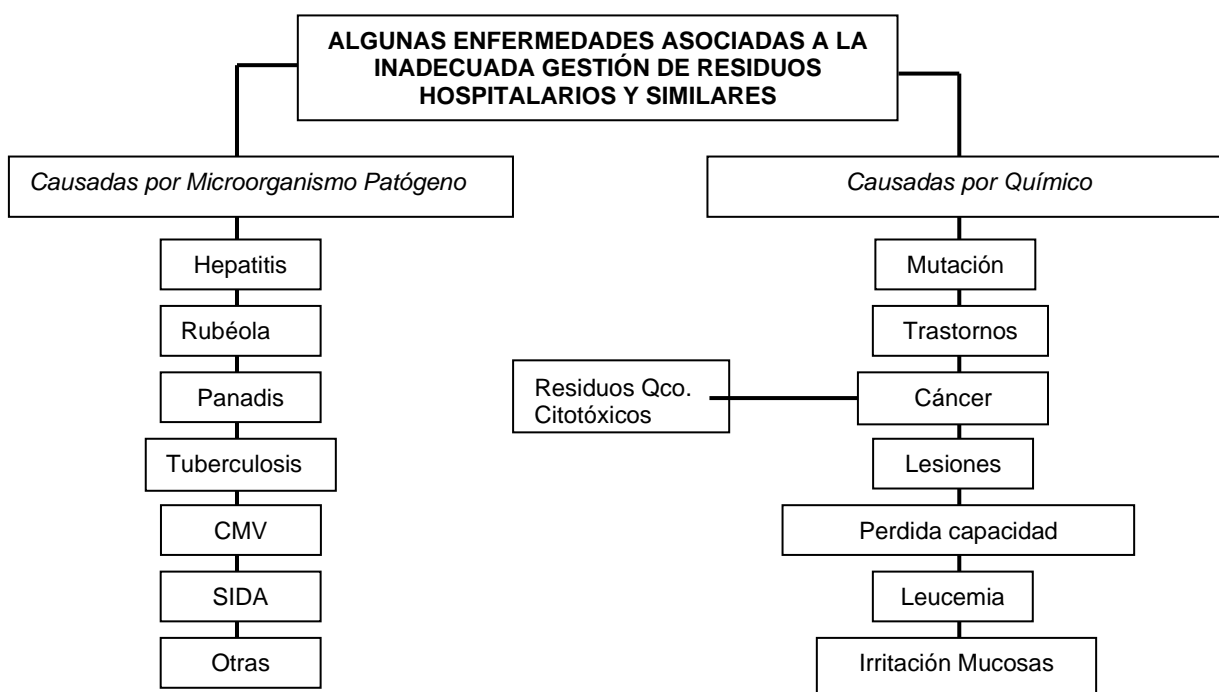 ALGUNAS ENFERMEDADES ASOCIADAS A LA
INADECUADA GESTIÓN DE RESIDUOS
HOSPITALARIOS Y SIMILARES
Causadas por Microorganismo Patógeno
Hepatitis
Rubéola
Panadis
Tuberculosis
CMV
SIDA
Otras
Causadas por Químico
Mutación
Trastornos
Residuos Qco.
Citotóxicos
Cáncer
Lesiones
Perdida capacidad
Leucemia
Irritación Mucosas